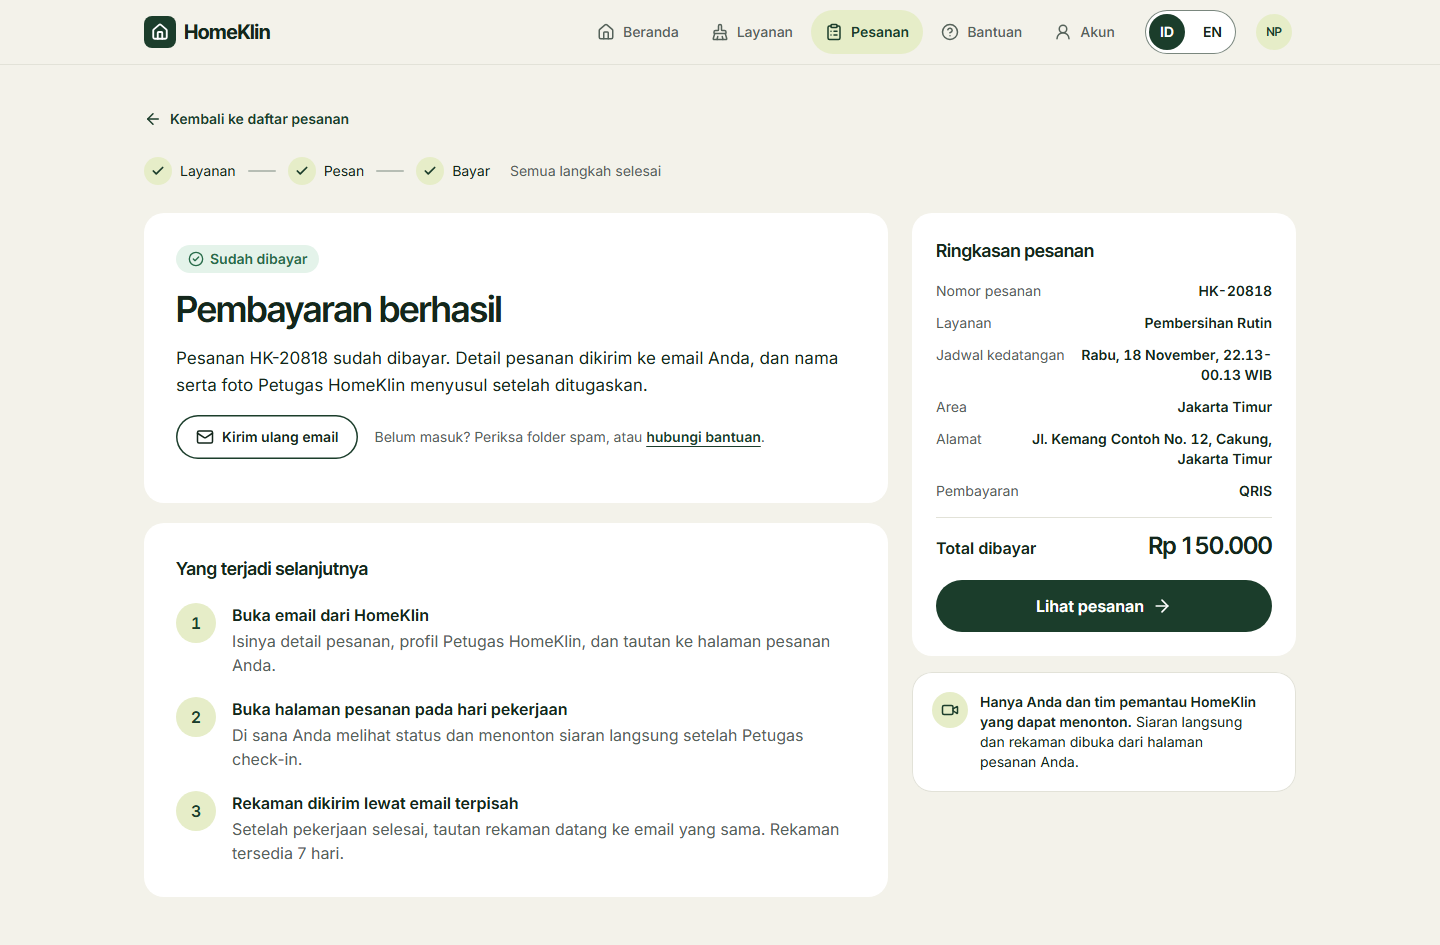 HomeKlin
Beranda
Layanan
Pesanan
Bantuan
Akun
ID
EN
NP
Kembali ke daftar pesanan
Layanan
Pesan
Bayar
Semua langkah selesai
Sudah dibayar
Pembayaran berhasil
Pesanan HK-20818 sudah dibayar. Detail pesanan dikirim ke email Anda, dan nama
serta foto Petugas HomeKlin menyusul setelah ditugaskan.
Kirim ulang email
Belum masuk? Periksa folder spam, atau hubungi bantuan.
Yang terjadi selanjutnya
1
Buka email dari HomeKlin
Isinya detail pesanan, profil Petugas HomeKlin, dan tautan ke halaman pesanan
Anda.
2
Buka halaman pesanan pada hari pekerjaan
Di sana Anda melihat status dan menonton siaran langsung setelah Petugas
check-in.
3
Rekaman dikirim lewat email terpisah
Setelah pekerjaan selesai, tautan rekaman datang ke email yang sama. Rekaman
tersedia 7 hari.
Ringkasan pesanan
Nomor pesanan HK-20818
Layanan Pembersihan Rutin
Jadwal kedatangan Rabu, 18 November, 22.13-
00.13 WIB
Area Jakarta Timur
Alamat Jl. Kemang Contoh No. 12, Cakung,
Jakarta Timur
Pembayaran QRIS
Total dibayar Rp 150.000
Lihat pesanan
Hanya Anda dan tim pemantau HomeKlin
yang dapat menonton. Siaran langsung
dan rekaman dibuka dari halaman
pesanan Anda.